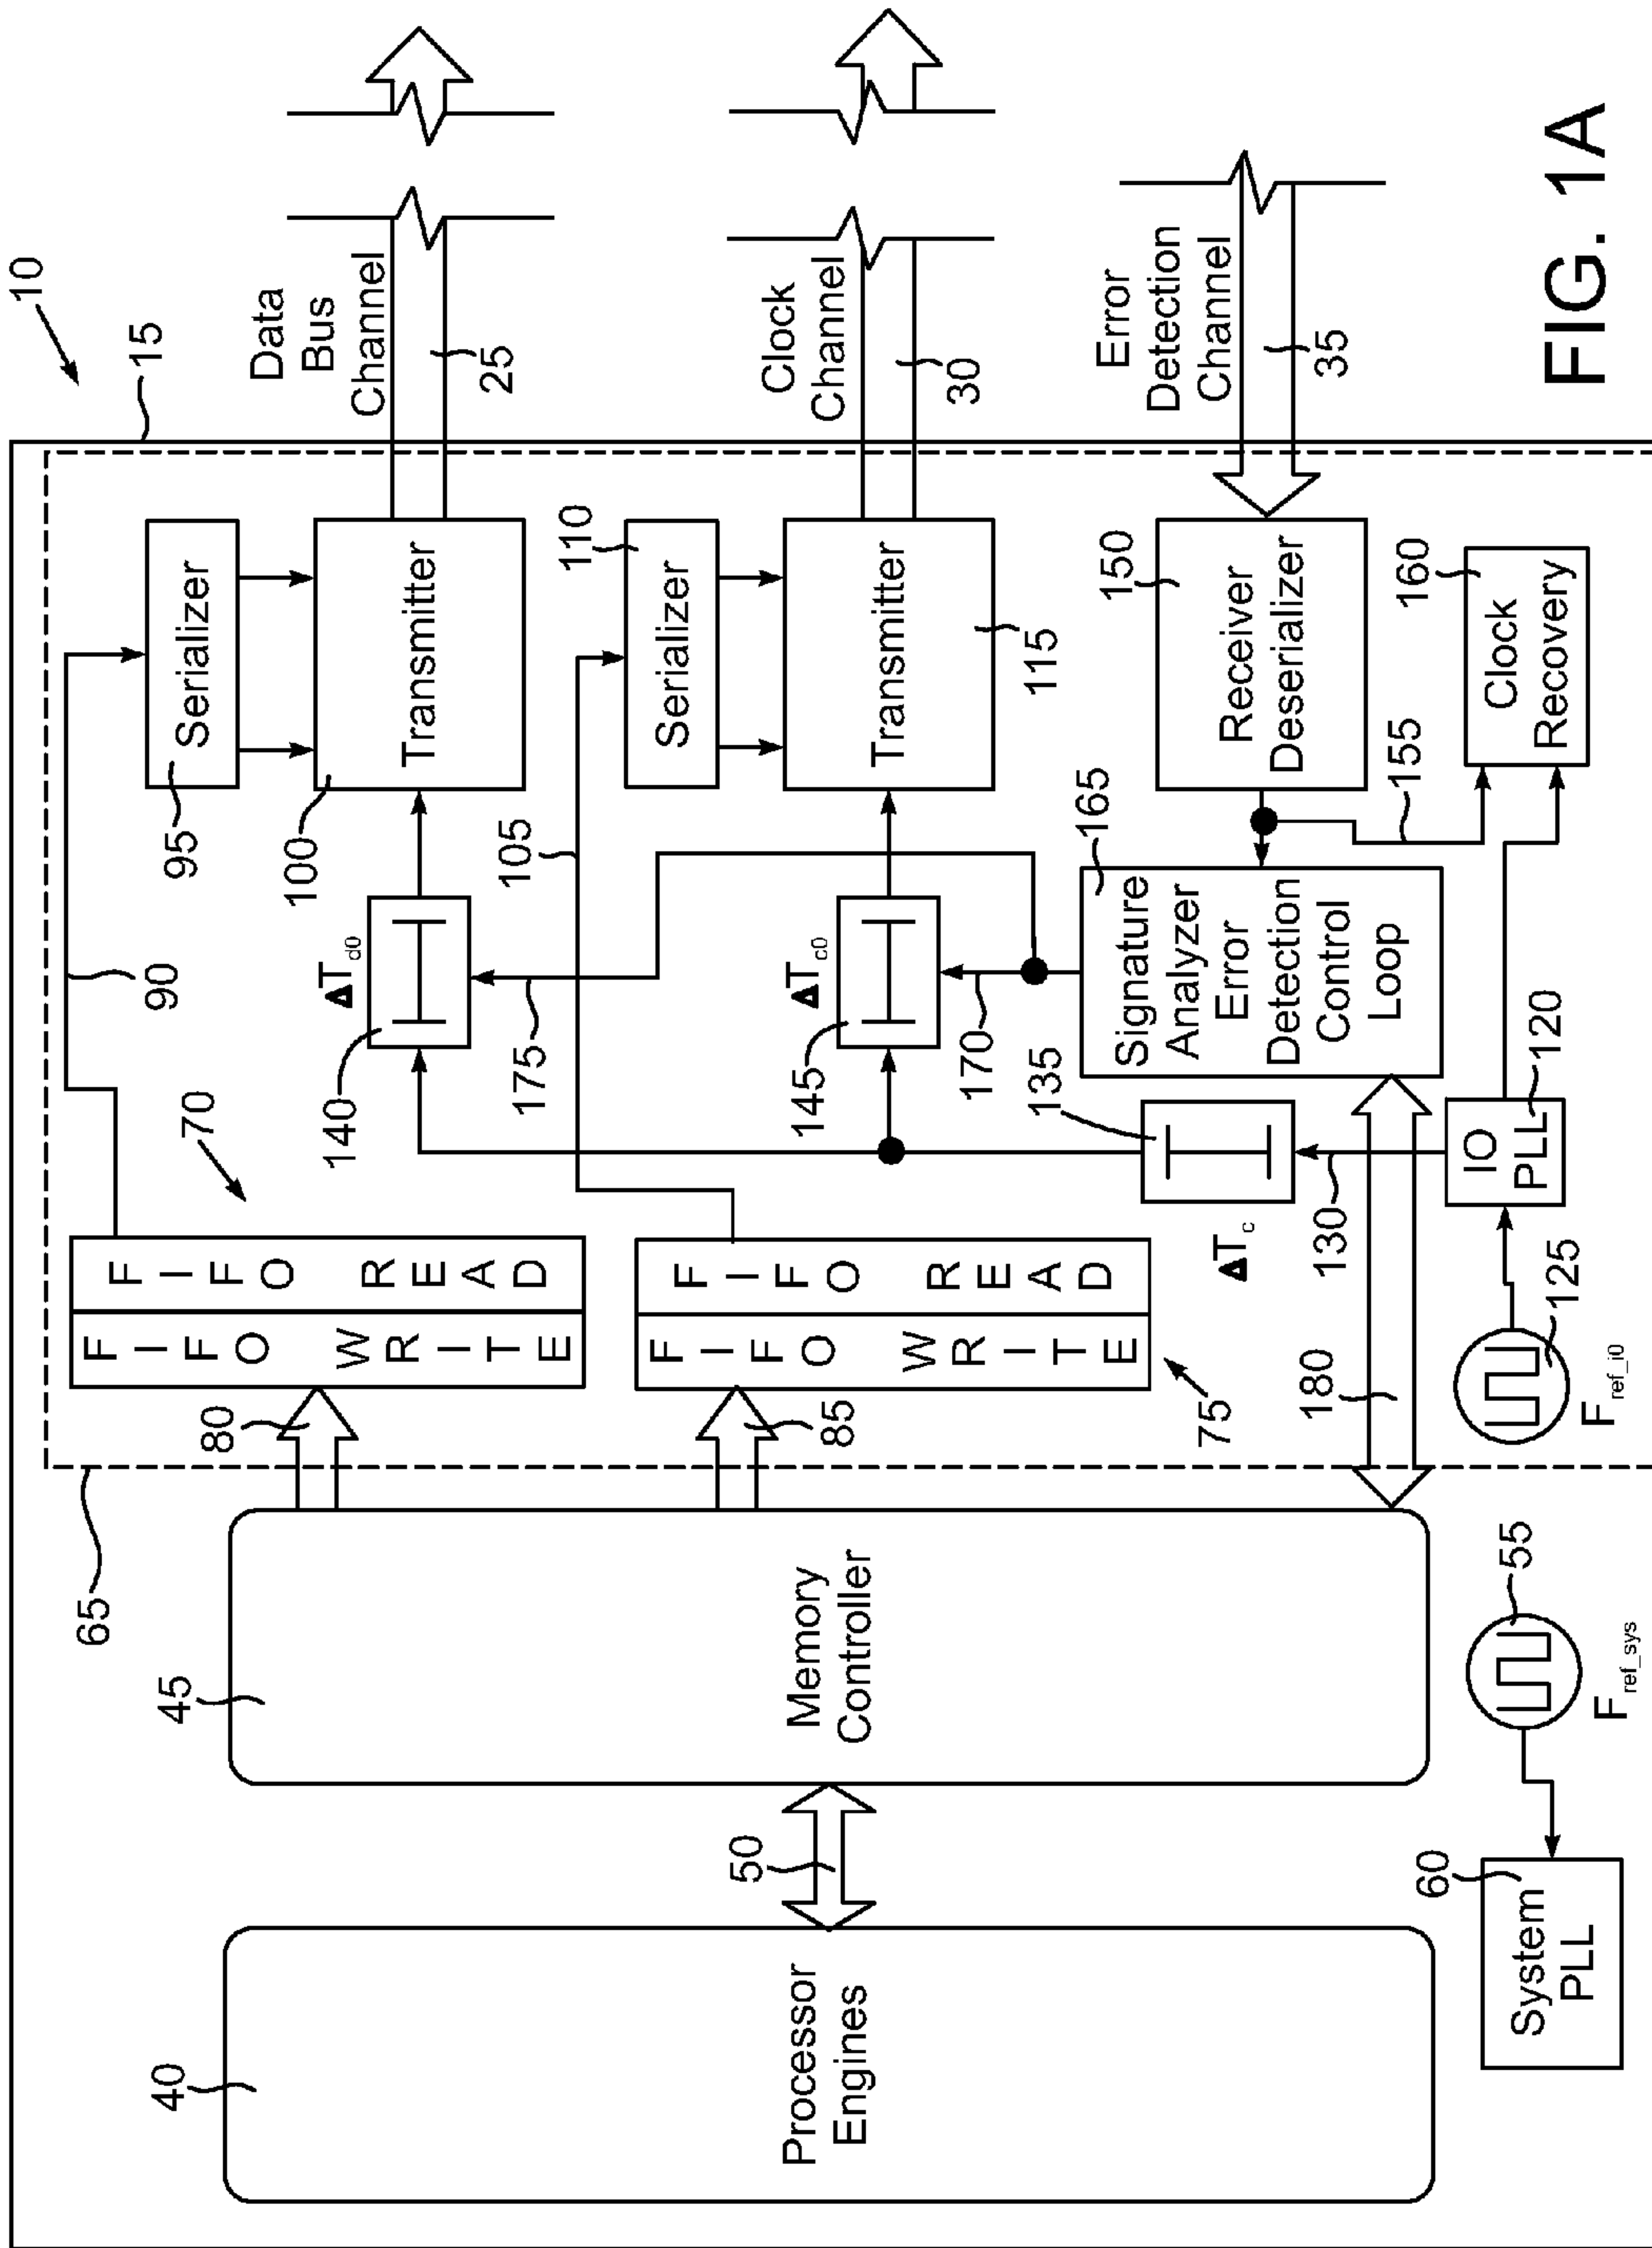 10
15
65
90
95
Serializer
Data
Bus
Channel
25
70
FIFO WRITE
FIFO READ
80
100
Transmitter
ΔTd0
140
175
105
110
Serializer
Clock
Channel
30
45
Memory
Controller
FIFO WRITE
FIFO READ
85
75
ΔTc0
145
170
Transmitter
115
40
Processor
Engines
50
135
ΔTc
130
180
Signature
Analyzer
Error
Detection
Control
Loop
165
150
Receiver
Deserializer
155
Error
Detection
Channel
35
60
System
PLL
55
Fref_sys
125
Fref_i0
IO
PLL
120
160
Clock
Recovery
FIG. 1A